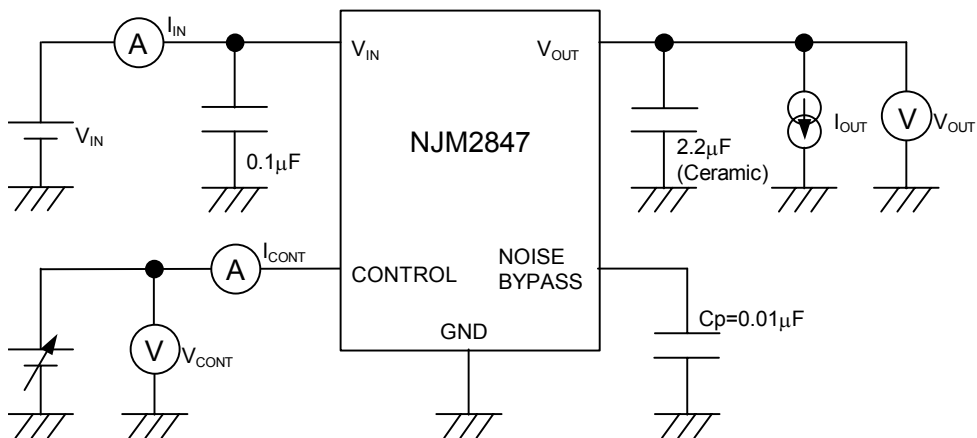 A
I_IN
V_IN
V_OUT
NJM2847
V_IN
0.1μF
2.2μF
(Ceramic)
I_OUT
V
V_OUT
A
I_CONT
CONTROL
NOISE
BYPASS
Cp=0.01μF
V
V_CONT
GND